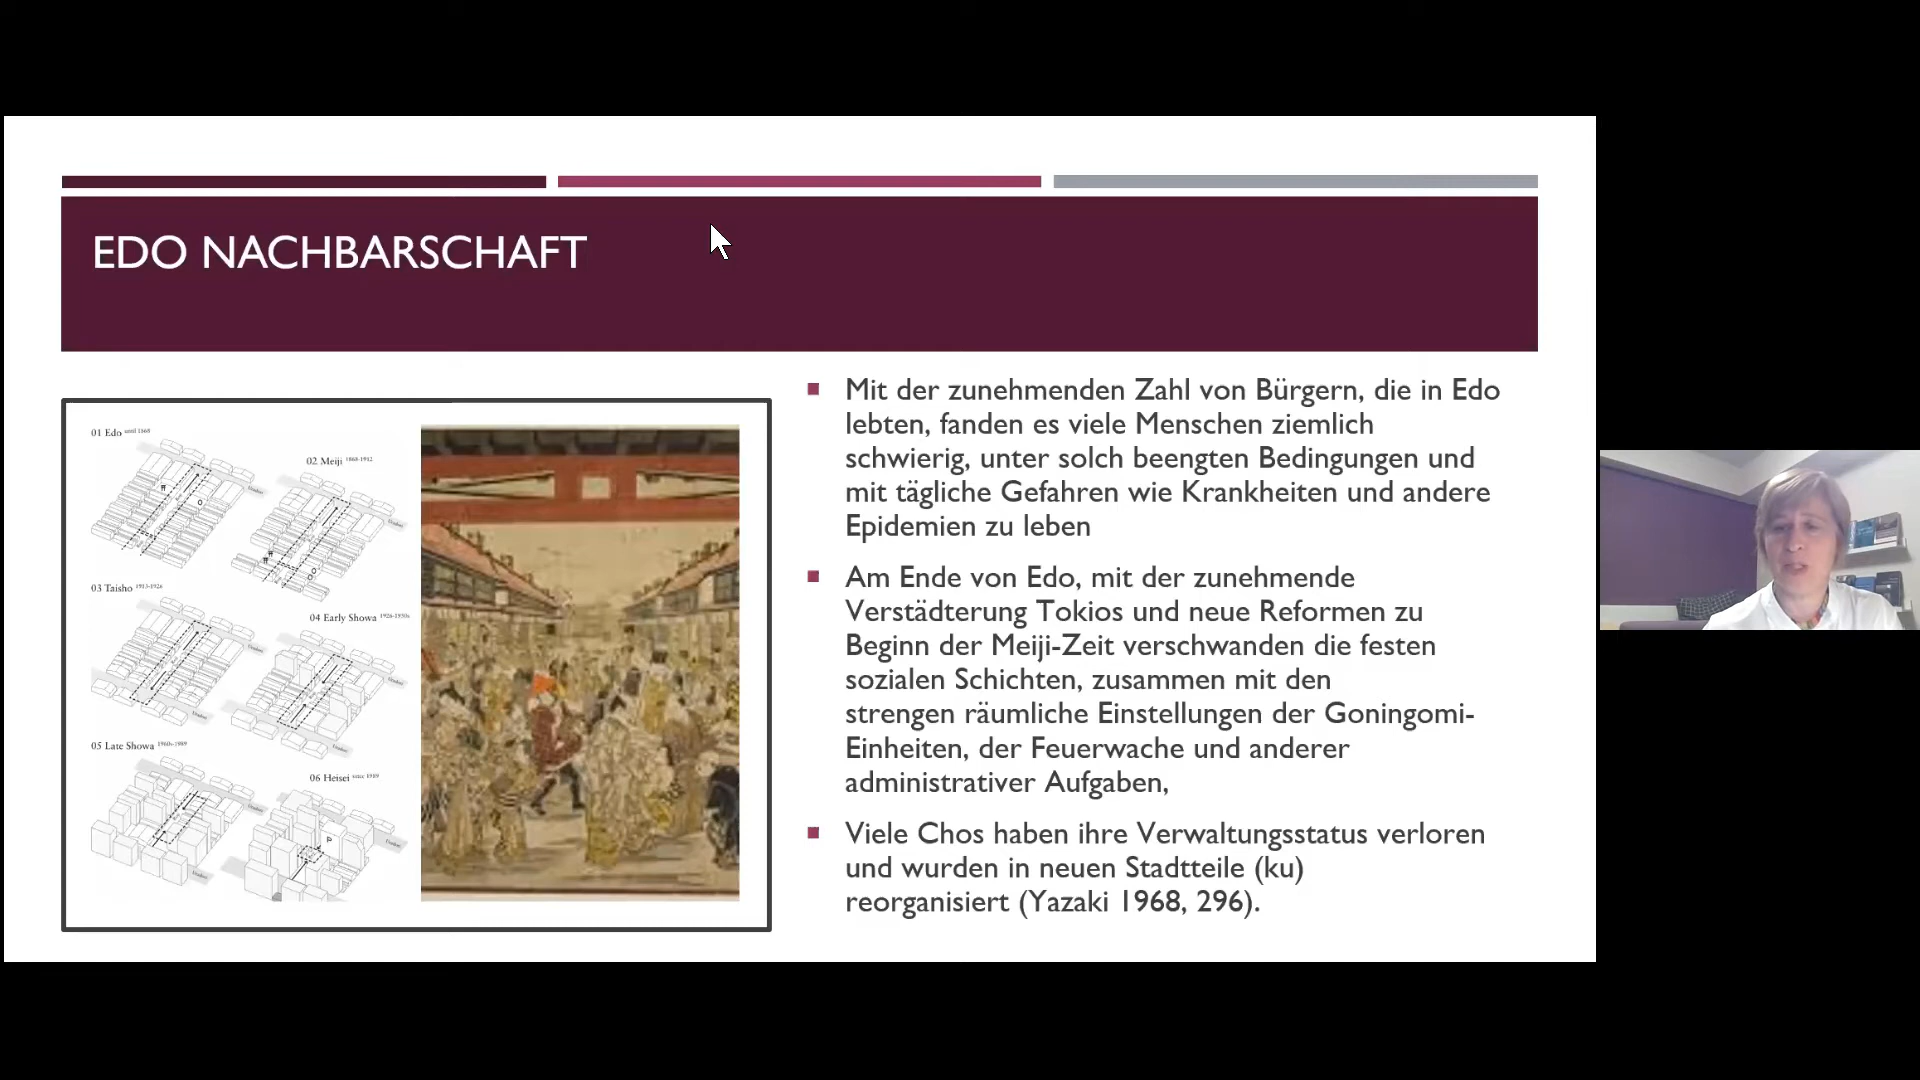 EDO NACHBARSCHAFT
01 Edo until 1868
02 Meiji 1868-1912
03 Taisho 1913-1926
04 Early Showa 1926-1950s
05 Late Showa 1960s-1989
06 Heisei since 1989
Mit der zunehmenden Zahl von Bürgern, die in Edo
lebten, fanden es viele Menschen ziemlich
schwierig, unter solch beengten Bedingungen und
mit tägliche Gefahren wie Krankheiten und andere
Epidemien zu leben
Am Ende von Edo, mit der zunehmende
Verstädterung Tokios und neue Reformen zu
Beginn der Meiji-Zeit verschwanden die festen
sozialen Schichten, zusammen mit den
strengen räumliche Einstellungen der Goningomi-
Einheiten, der Feuerwache und anderer
administrativer Aufgaben,
Viele Chos haben ihre Verwaltungsstatus verloren
und wurden in neuen Stadtteile (ku)
reorganisiert (Yazaki 1968, 296).